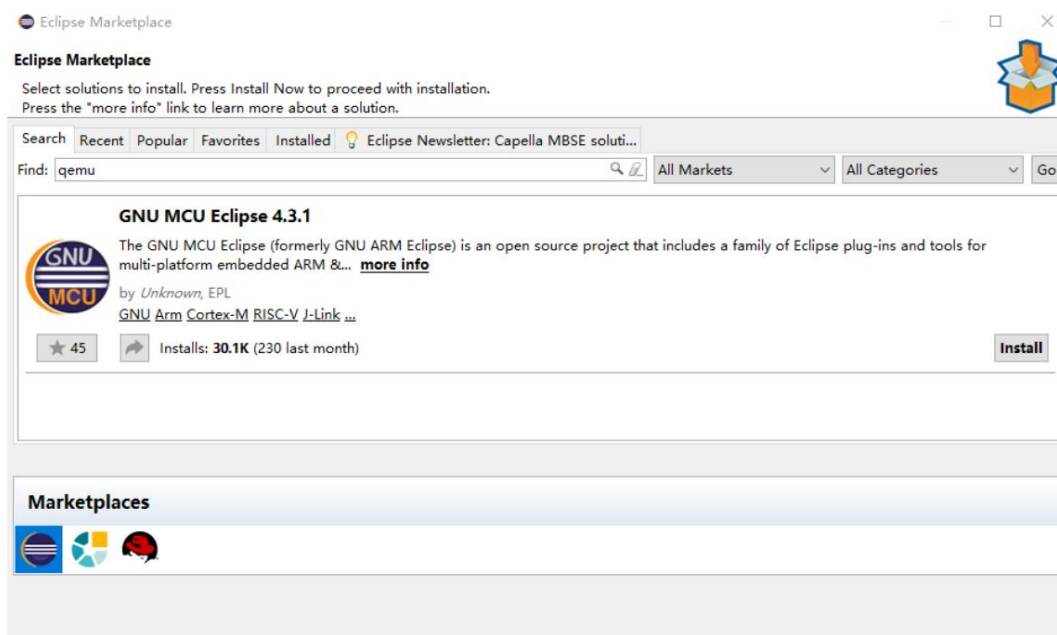 Eclipse Marketplace
Eclipse Marketplace
Select solutions to install. Press Install Now to proceed with installation.
Press the "more info" link to learn more about a solution.
Search Recent Popular Favorites Installed Eclipse Newsletter: Capella MBSE soluti...
Find: qemu All Markets All Categories Go
GNU MCU Eclipse 4.3.1
The GNU MCU Eclipse (formerly GNU ARM Eclipse) is an open source project that includes a family of Eclipse plug-ins and tools for
multi-platform embedded ARM &... more info
GNU
MCU
by Unknown, EPL
GNU Arm Cortex-M RISC-V J-Link ...
45 Installs: 30.1K (230 last month) Install
Marketplaces